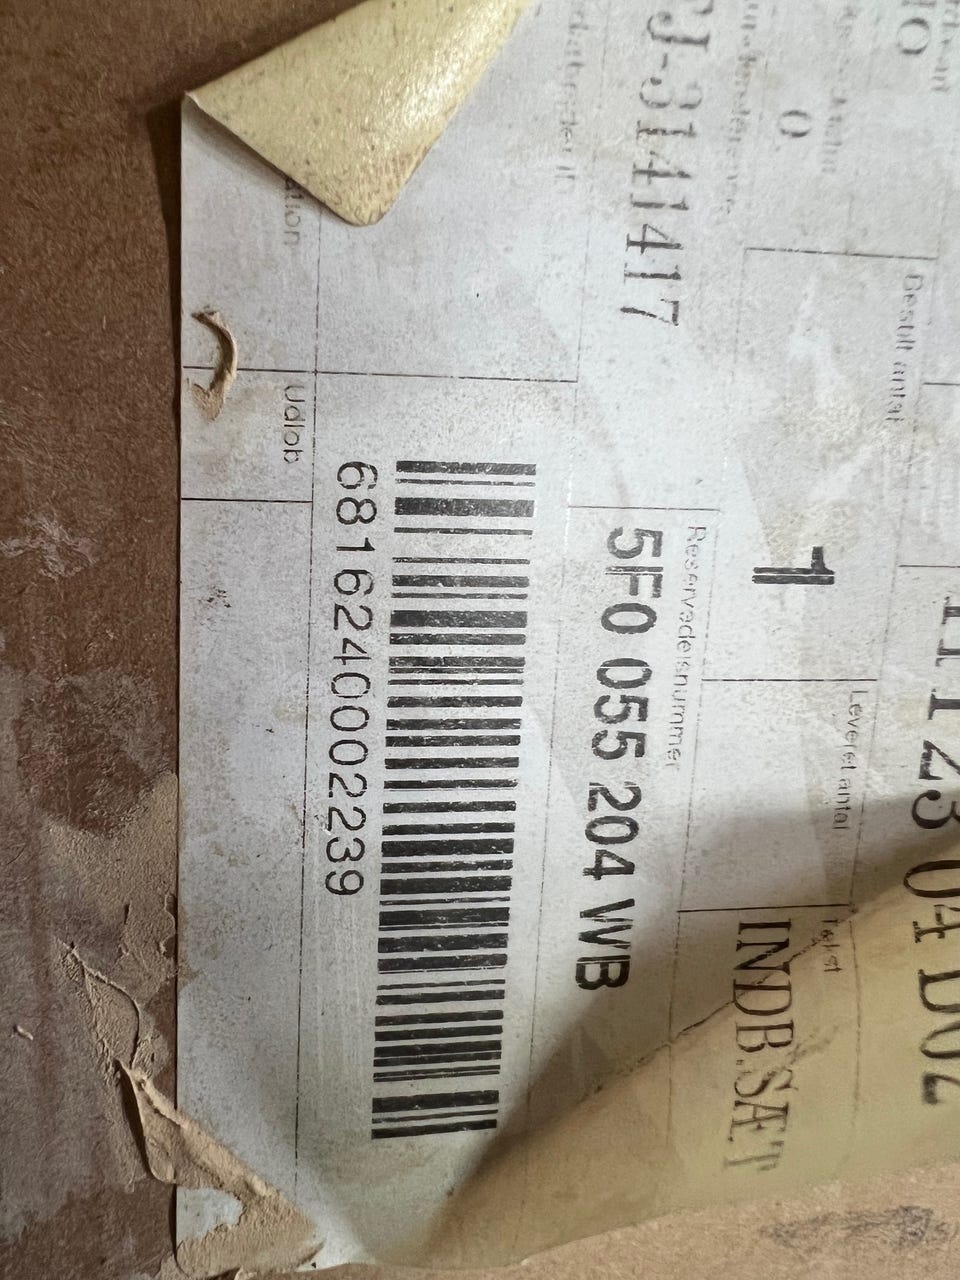 Bestilt antal
Leveret antal
Tekst
0
1
INDB.SÆT
Reservedelsnummer
J-3141417
5F0 055 204 WB
6816240002239
Udløb